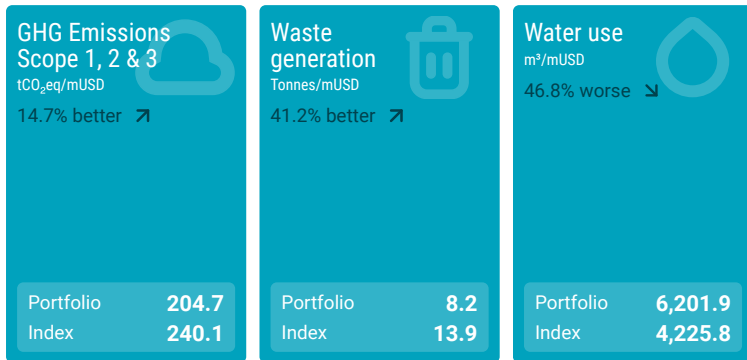 GHG Emissions
Scope 1, 2 & 3
tCO₂eq/mUSD
14.7% better
Portfolio 204.7
Index 240.1
Waste
generation
Tonnes/mUSD
41.2% better
Portfolio 8.2
Index 13.9
Water use
m³/mUSD
46.8% worse
Portfolio 6,201.9
Index 4,225.8